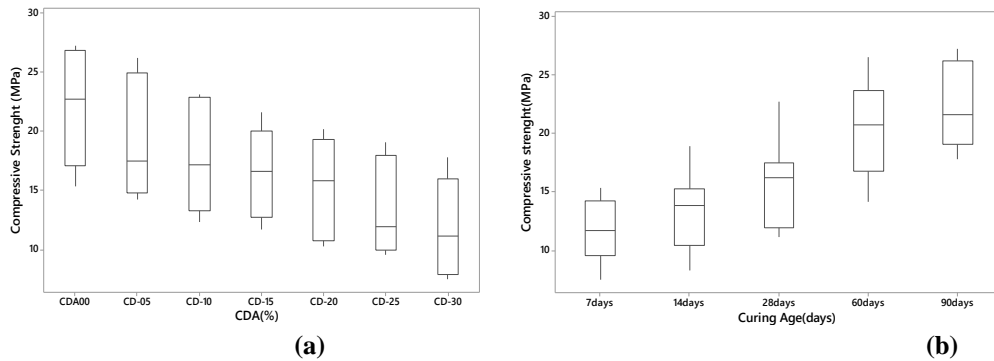 30
25
20
15
10
Compressive Strenght (MPa)
CDA00 CD-05 CD-10 CD-15 CD-20 CD-25 CD-30
CDA(%)
(a)
30
25
20
15
10
Compressive strenght(MPa)
7days 14days 28days 60days 90days
Curing Age(days)
(b)